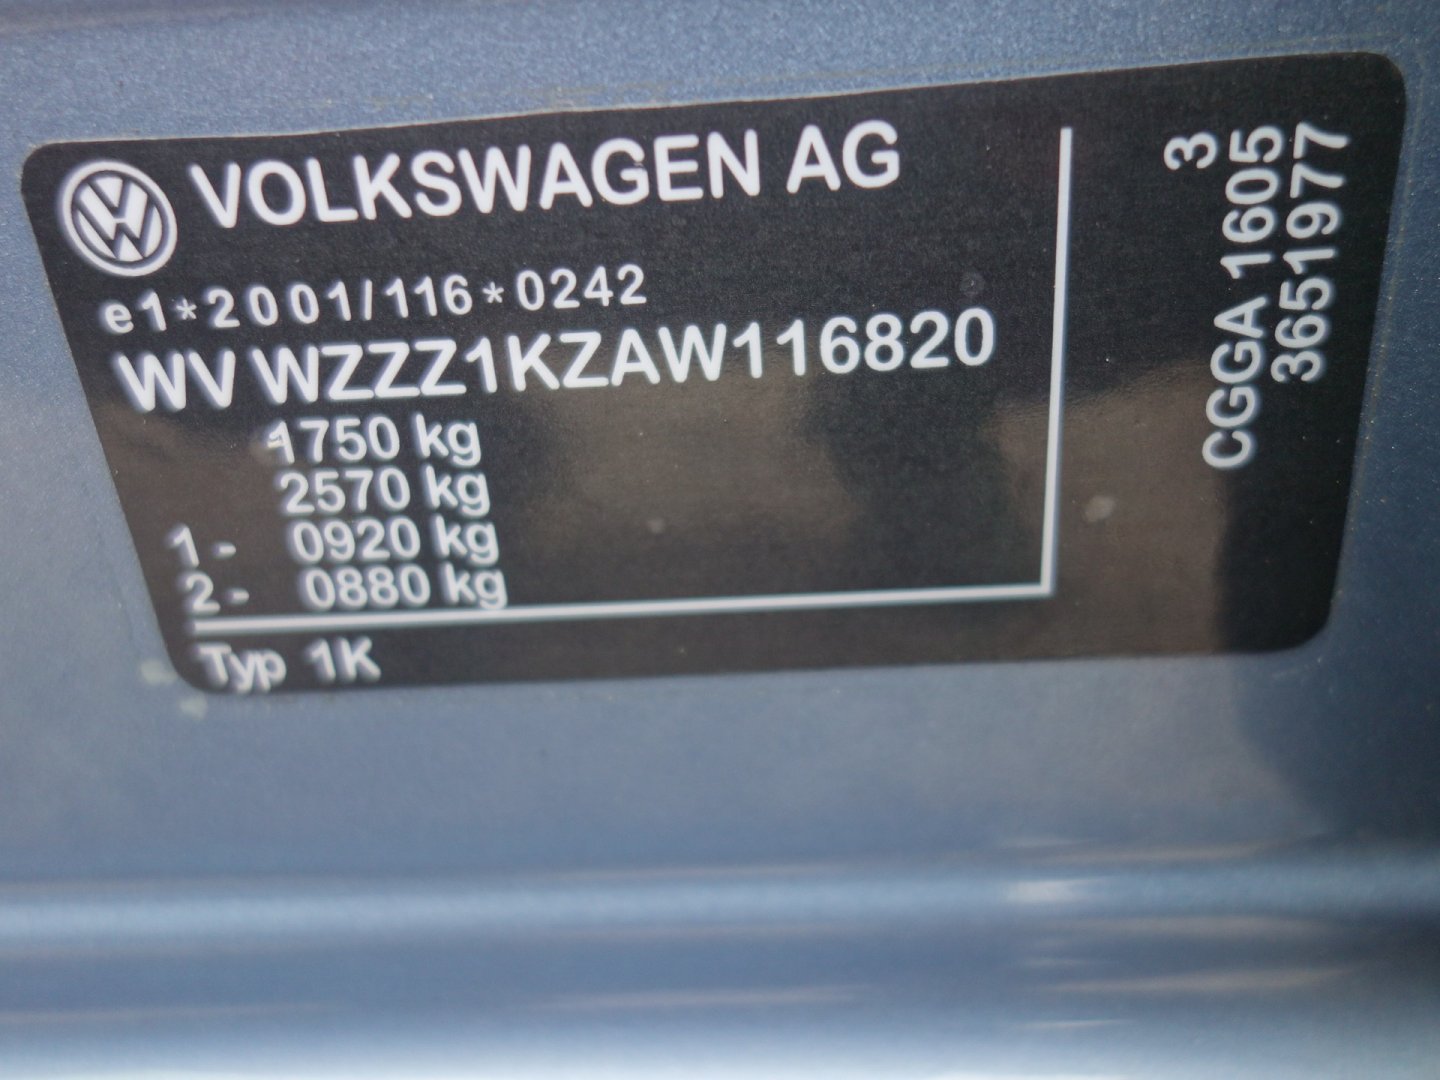 VOLKSWAGEN AG
e1*2001/116*0242
WVWZZZ1KZAW116820
1750 kg
2570 kg
1- 0920 kg
2- 0880 kg
Typ 1K
3
CGGA 1605
3651977